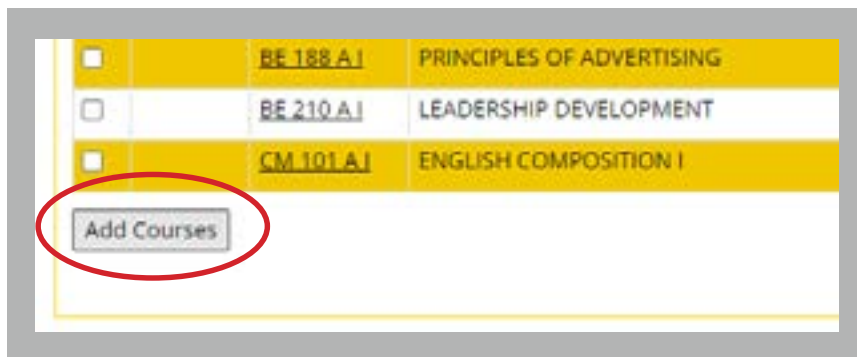 BE 188 A I PRINCIPLES OF ADVERTISING
BE 210 A I LEADERSHIP DEVELOPMENT
CM 101 A I ENGLISH COMPOSITION I
Add Courses